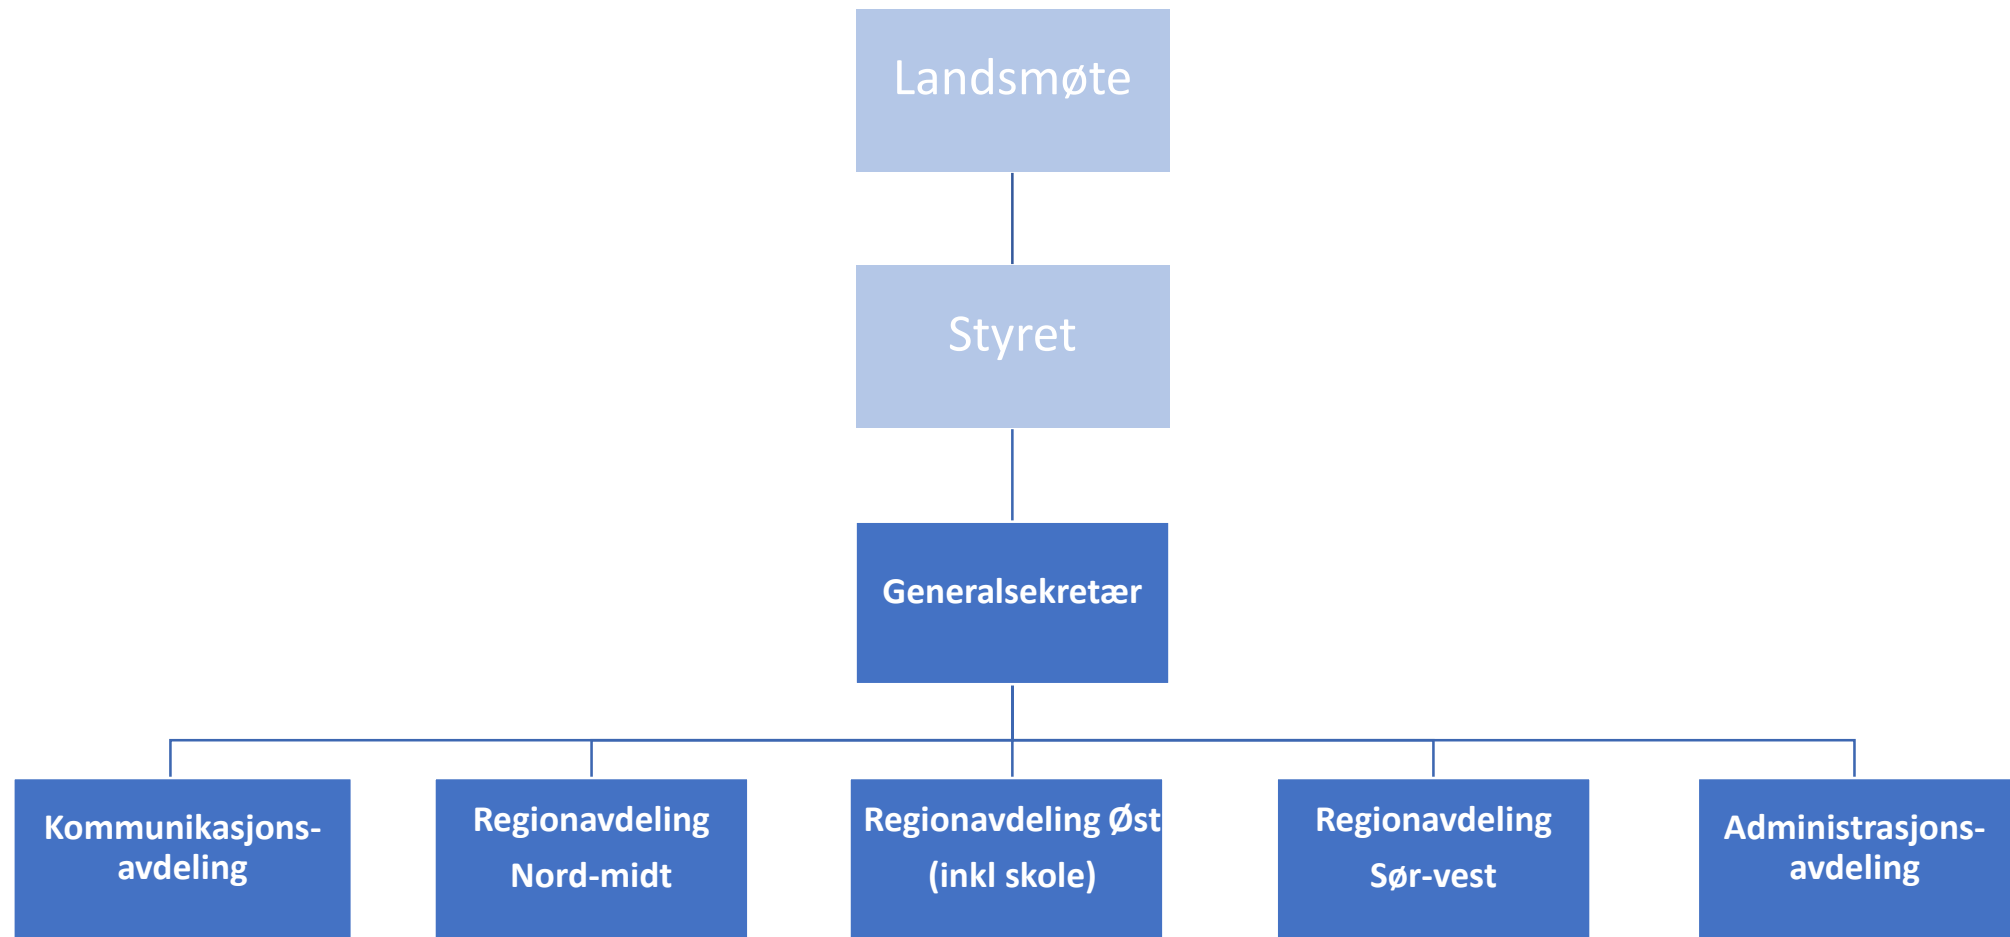 Landsmøte
Styret
Generalsekretær
Kommunikasjons-
avdeling
Regionavdeling
Nord-midt
Regionavdeling Øst
(inkl skole)
Regionavdeling
Sør-vest
Administrasjons-
avdeling